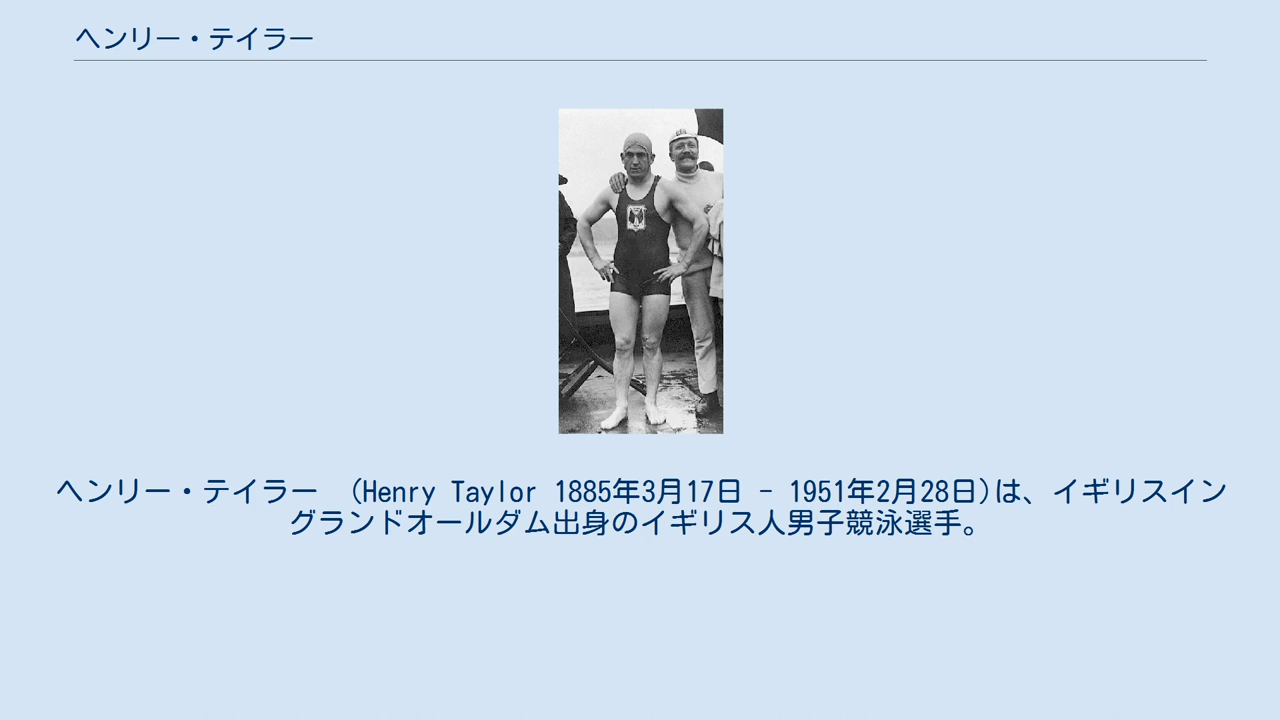 ヘンリー・テイラー
ヘンリー・テイラー　(Henry Taylor 1885年3月17日 - 1951年2月28日)は、イギリスイン
グランドオールダム出身のイギリス人男子競泳選手。